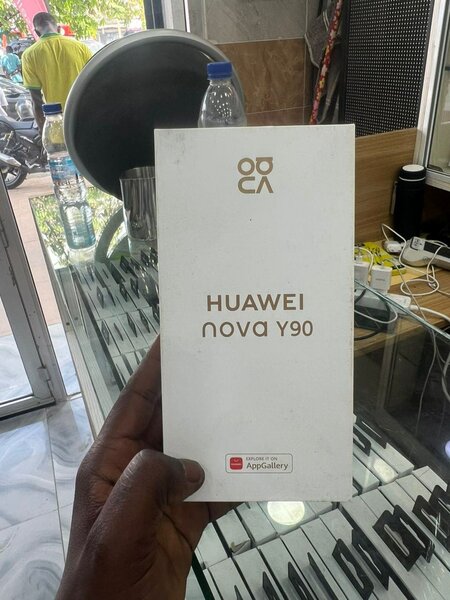 HUAWEI
nova Y90
EXPLORE IT ON
AppGallery